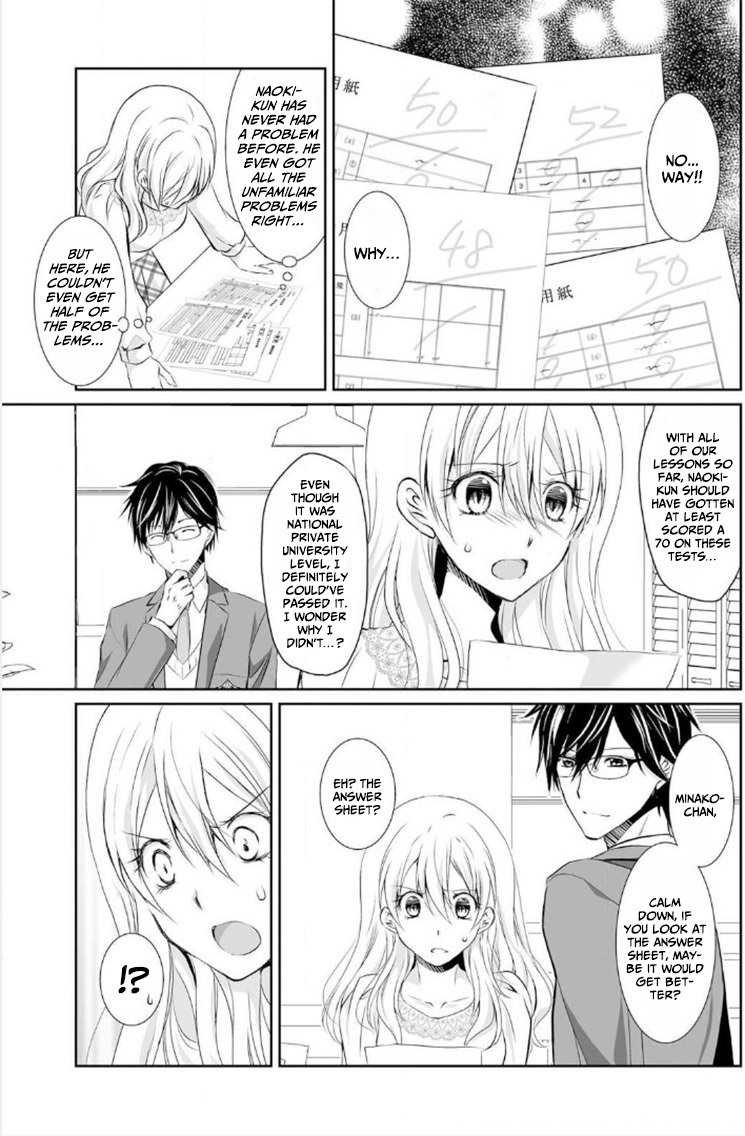 NO...
WAY!!
WHY...
用紙
50
52
48
用紙
50
NAOKI-
KUN HAS
NEVER HAD
A PROBLEM
BEFORE. HE
EVEN GOT
ALL THE
UNFAMILIAR
PROBLEMS
RIGHT...
BUT
HERE, HE
COULDN'T
EVEN GET
HALF OF
THE PROB-
LEMS...
WITH ALL
OF OUR
LESSONS SO
FAR, NAOKI-
KUN SHOULD
HAVE GOTTEN
AT LEAST
SCORED A
70 ON THESE
TESTS...
EVEN
THOUGH
IT WAS
NATIONAL
PRIVATE
UNIVERSITY
LEVEL, I
DEFINITELY
COULD'VE
PASSED IT.
I WONDER
WHY I
DIDN'T...?
MINAKO-
CHAN,
CALM
DOWN, IF
YOU LOOK AT
THE ANSWER
SHEET, MAY-
BE IT WOULD
GET BET-
TER?
EH? THE
ANSWER
SHEET?
!?